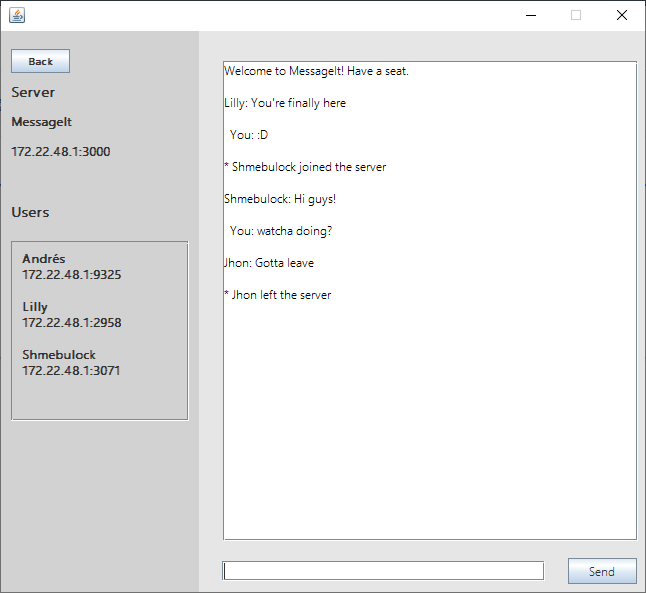 Back
Server
MessageIt
172.22.48.1:3000
Users
Andrés
172.22.48.1:9325
Lilly
172.22.48.1:2958
Shmebulock
172.22.48.1:3071
Welcome to MessageIt! Have a seat.
Lilly: You're finally here
You: :D
* Shmebulock joined the server
Shmebulock: Hi guys!
You: watcha doing?
Jhon: Gotta leave
* Jhon left the server
Send